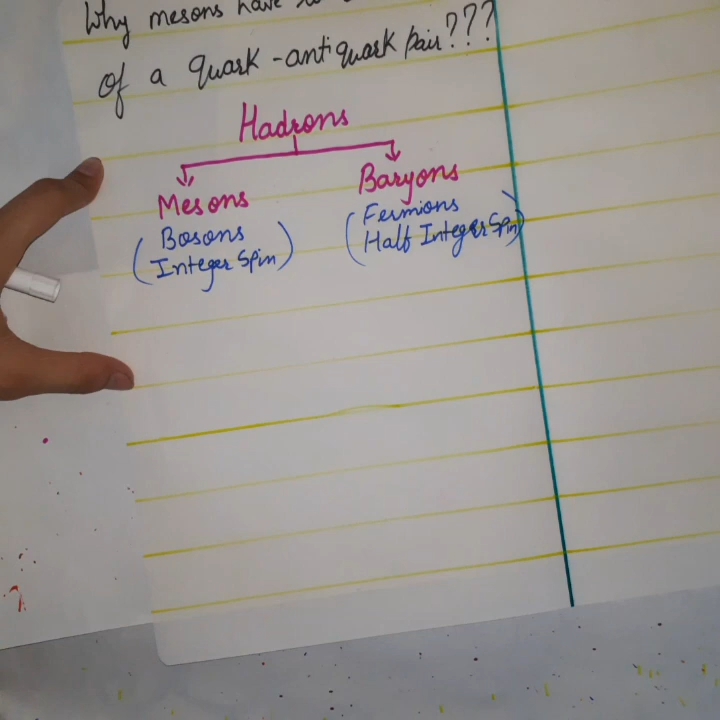 Why mesons have
of a quark-antiquark pair???
Hadrons
Mesons
(Bosons
Integer Spin)
Baryons
(Fermions
Half Integer Spin)